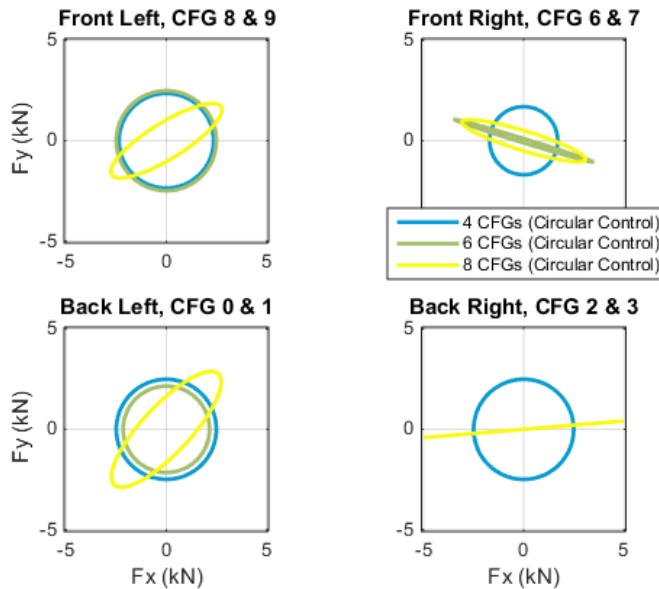 Front Left, CFG 8 & 9
5
0
-5
-5
0
5
Fy (kN)
Front Right, CFG 6 & 7
5
0
-5
5
4 CFGs (Circular Control)
6 CFGs (Circular Control)
8 CFGs (Circular Control)
Back Left, CFG 0 & 1
5
0
-5
-5
0
5
Fy (kN)
Fx (kN)
Back Right, CFG 2 & 3
5
0
-5
-5
0
5
Fx (kN)